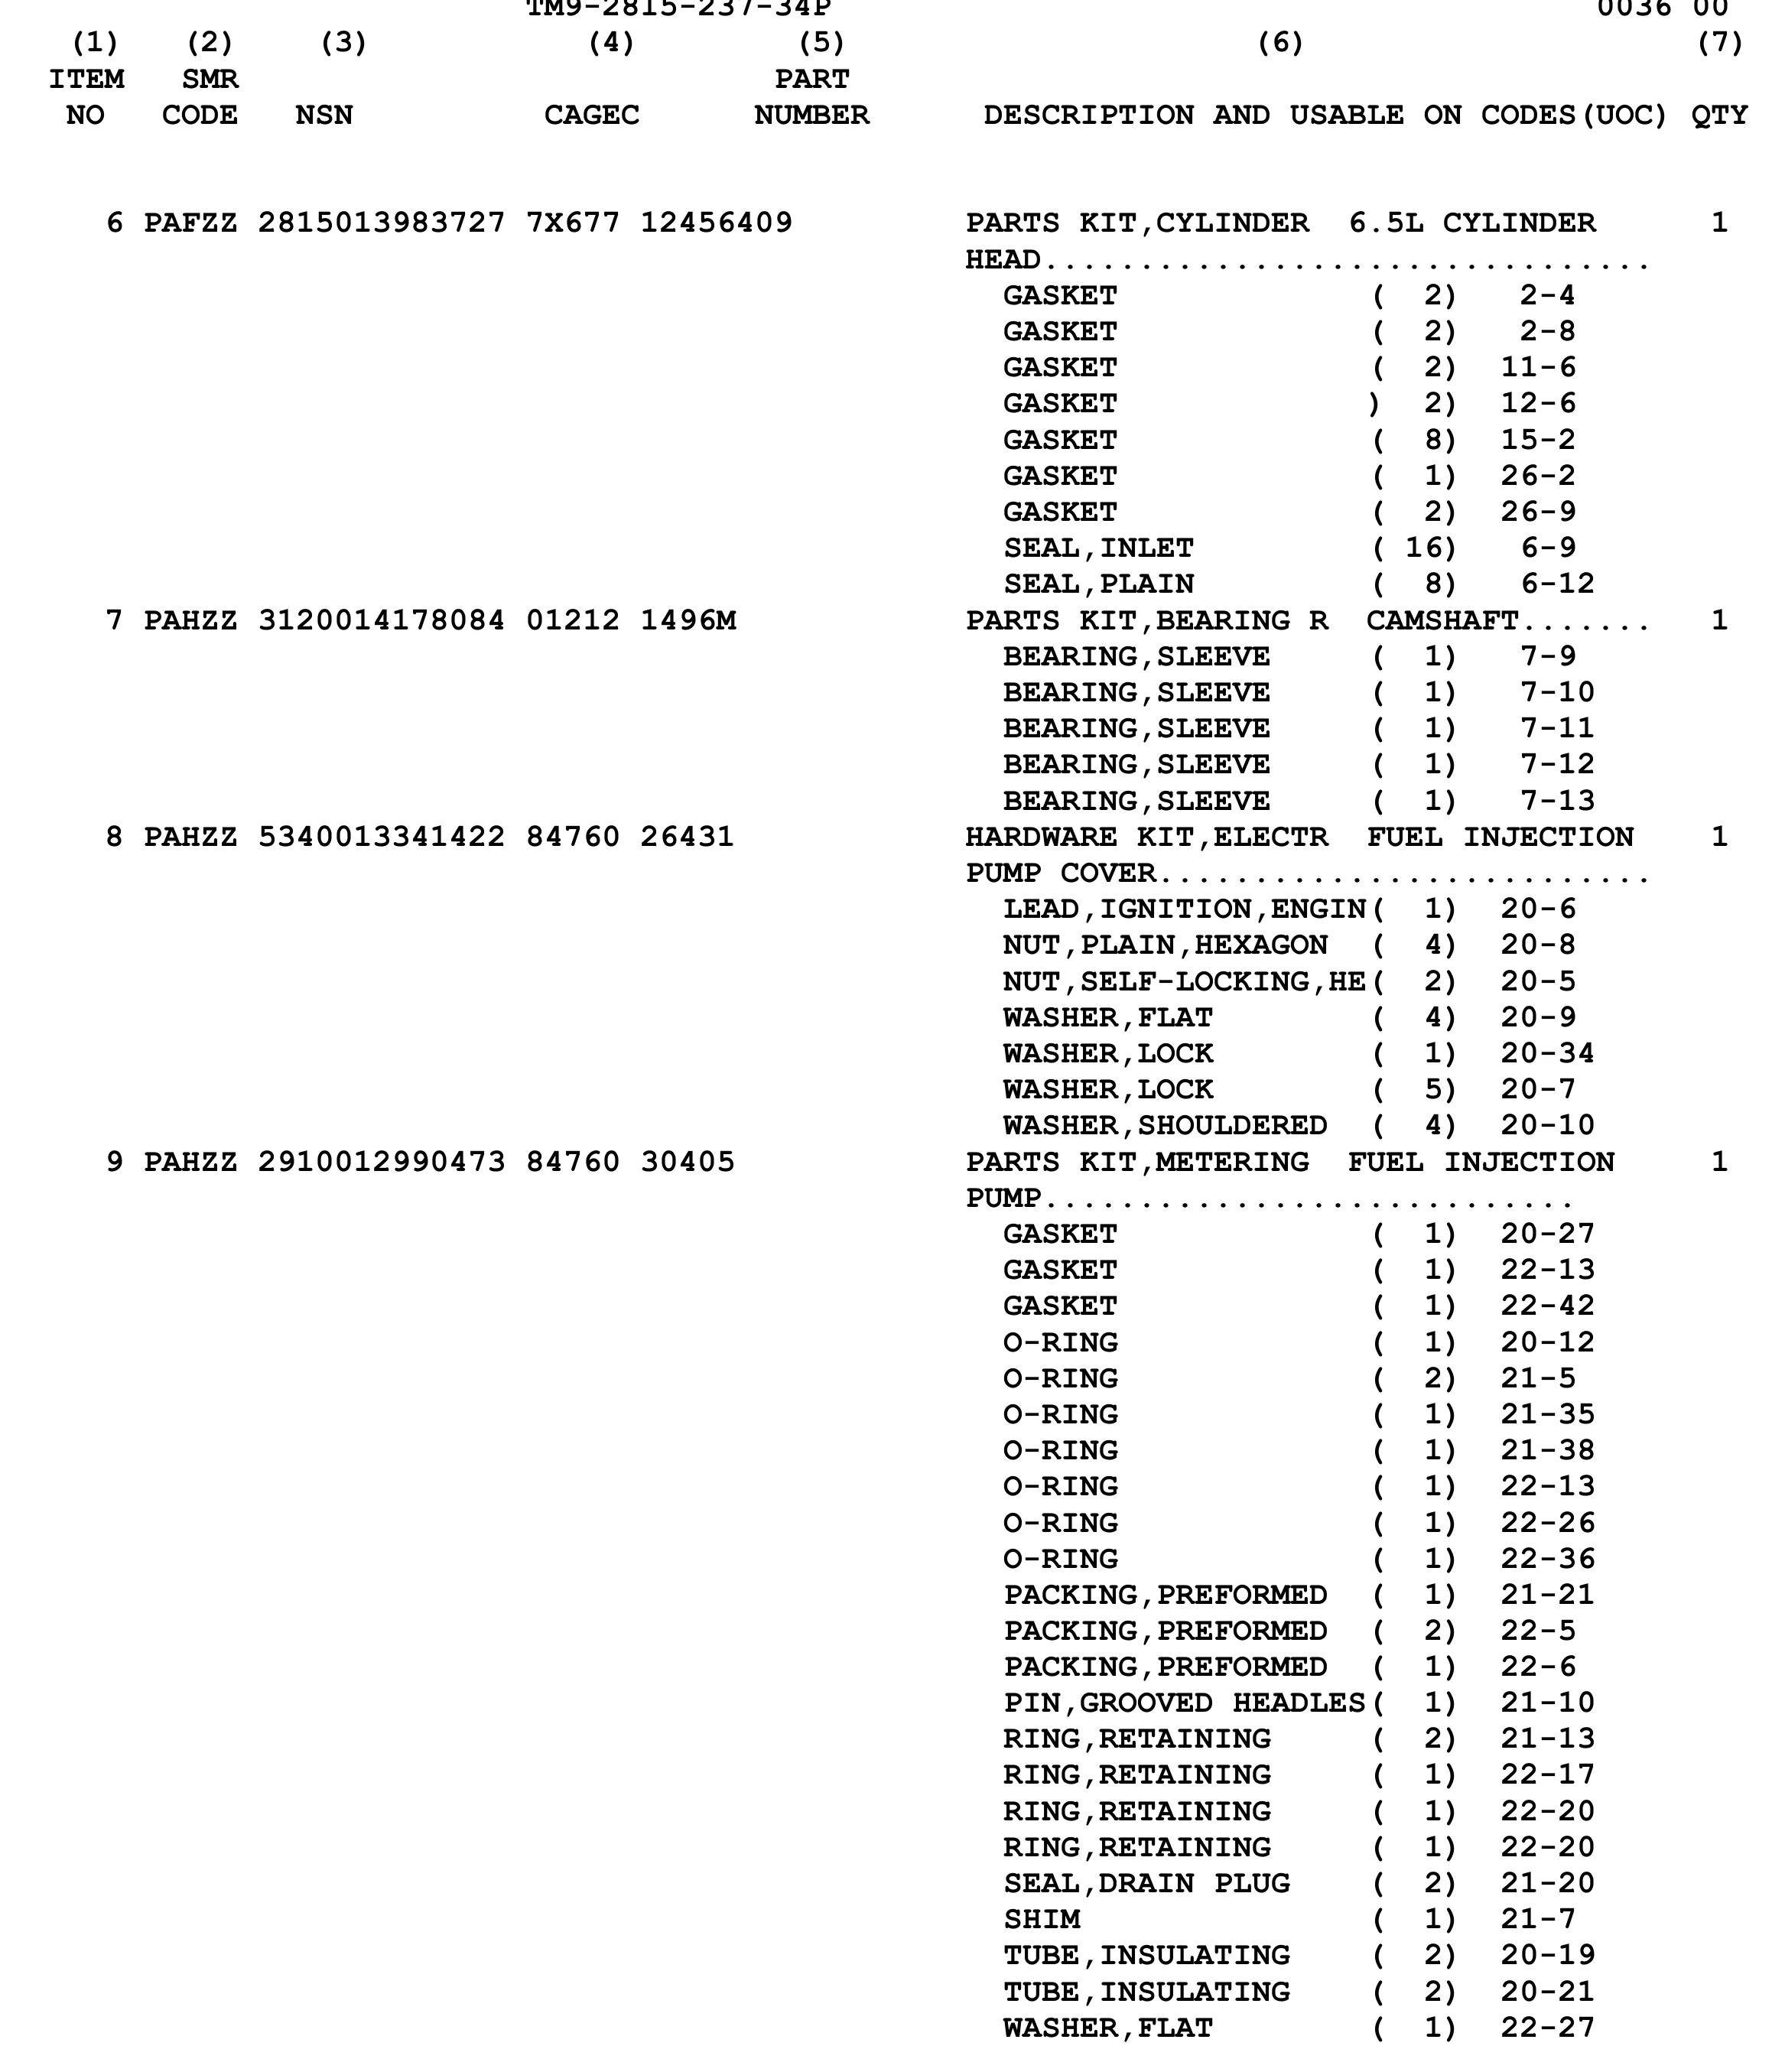 TM9-2815-237-34P 0036 00
(1) (2) (3) (4) (5) (6) (7)
ITEM SMR PART
NO CODE NSN CAGEC NUMBER DESCRIPTION AND USABLE ON CODES(UOC) QTY
6 PAFZZ 2815013983727 7X677 12456409 PARTS KIT,CYLINDER 6.5L CYLINDER 1
HEAD................................
GASKET ( 2) 2-4
GASKET ( 2) 2-8
GASKET ( 2) 11-6
GASKET ) 2) 12-6
GASKET ( 8) 15-2
GASKET ( 1) 26-2
GASKET ( 2) 26-9
SEAL,INLET ( 16) 6-9
SEAL,PLAIN ( 8) 6-12
7 PAHZZ 3120014178084 01212 1496M PARTS KIT,BEARING R CAMSHAFT....... 1
BEARING,SLEEVE ( 1) 7-9
BEARING,SLEEVE ( 1) 7-10
BEARING,SLEEVE ( 1) 7-11
BEARING,SLEEVE ( 1) 7-12
BEARING,SLEEVE ( 1) 7-13
8 PAHZZ 5340013341422 84760 26431 HARDWARE KIT,ELECTR FUEL INJECTION 1
PUMP COVER..........................
LEAD,IGNITION,ENGIN( 1) 20-6
NUT,PLAIN,HEXAGON ( 4) 20-8
NUT,SELF-LOCKING,HE( 2) 20-5
WASHER,FLAT ( 4) 20-9
WASHER,LOCK ( 1) 20-34
WASHER,LOCK ( 5) 20-7
WASHER,SHOULDERED ( 4) 20-10
9 PAHZZ 2910012990473 84760 30405 PARTS KIT,METERING FUEL INJECTION 1
PUMP............................
GASKET ( 1) 20-27
GASKET ( 1) 22-13
GASKET ( 1) 22-42
O-RING ( 1) 20-12
O-RING ( 2) 21-5
O-RING ( 1) 21-35
O-RING ( 1) 21-38
O-RING ( 1) 22-13
O-RING ( 1) 22-26
O-RING ( 1) 22-36
PACKING,PREFORMED ( 1) 21-21
PACKING,PREFORMED ( 2) 22-5
PACKING,PREFORMED ( 1) 22-6
PIN,GROOVED HEADLES( 1) 21-10
RING,RETAINING ( 2) 21-13
RING,RETAINING ( 1) 22-17
RING,RETAINING ( 1) 22-20
RING,RETAINING ( 1) 22-20
SEAL,DRAIN PLUG ( 2) 21-20
SHIM ( 1) 21-7
TUBE,INSULATING ( 2) 20-19
TUBE,INSULATING ( 2) 20-21
WASHER,FLAT ( 1) 22-27